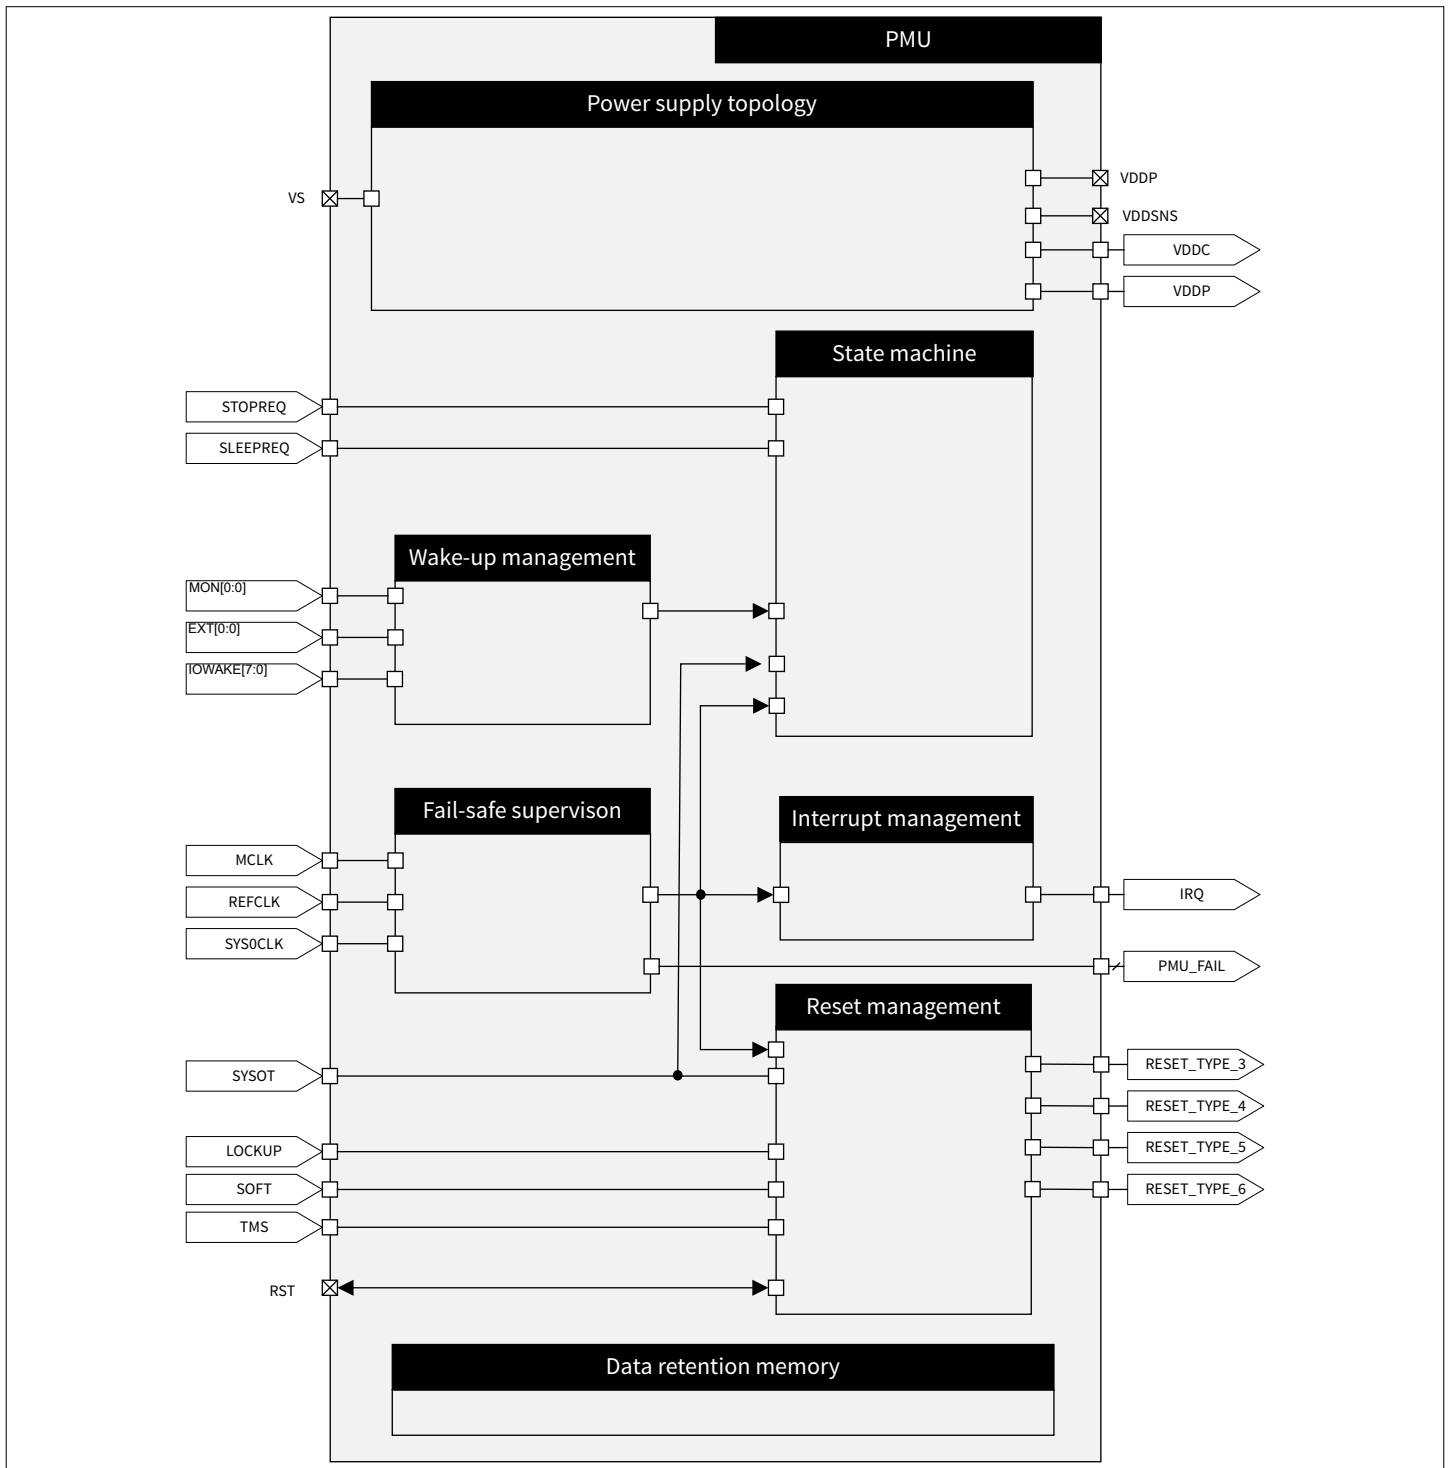 PMU
Power supply topology
VS
VDDP
VDDSNS
VDDC
VDDP
State machine
STOPREQ
SLEEPREQ
Wake-up management
MON[0:0]
EXT[0:0]
IOWAKE[7:0]
Fail-safe supervison
Interrupt management
MCLK
REFCLK
SYS0CLK
IRQ
PMU_FAIL
Reset management
SYSOT
LOCKUP
SOFT
TMS
RST
RESET_TYPE_3
RESET_TYPE_4
RESET_TYPE_5
RESET_TYPE_6
Data retention memory